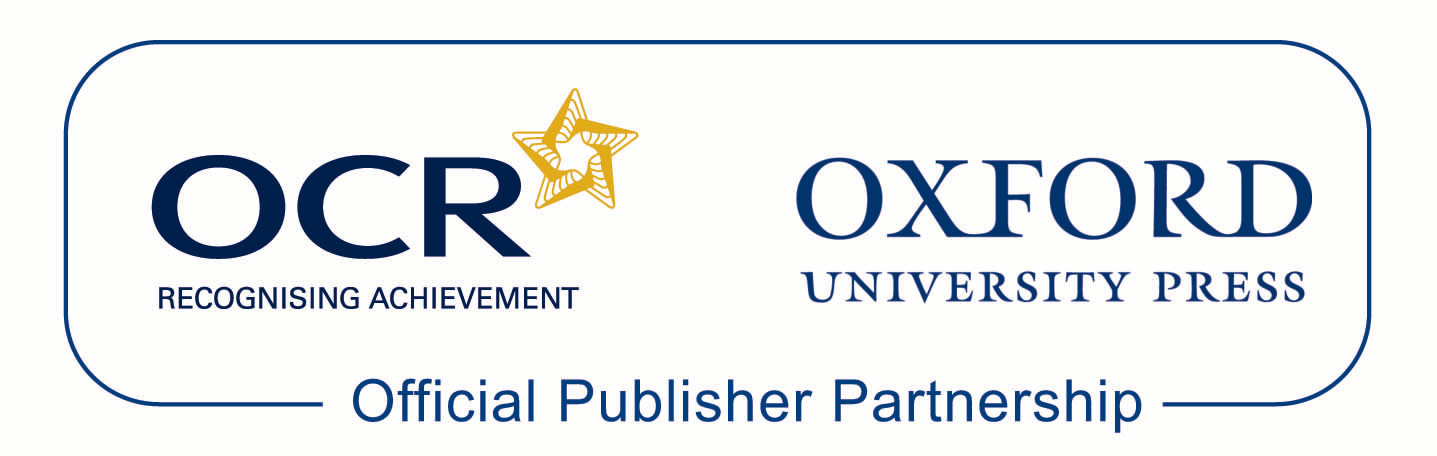 OCR
RECOGNISING ACHIEVEMENT
OXFORD
UNIVERSITY PRESS
Official Publisher Partnership